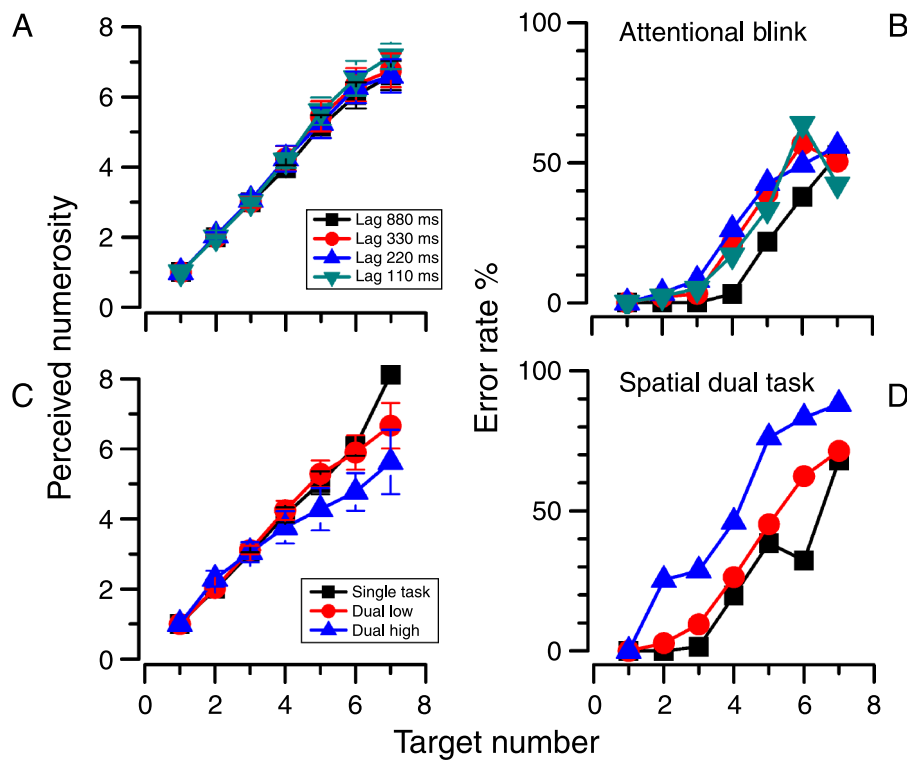 A
8
6
4
2
0
Perceived numerosity
Lag 880 ms
Lag 330 ms
Lag 220 ms
Lag 110 ms
B
Attentional blink
100
50
0
Error rate %
C
8
6
4
2
0
Single task
Dual low
Dual high
0 2 4 6 8
D
Spatial dual task
100
50
0
0 2 4 6 8
Target number